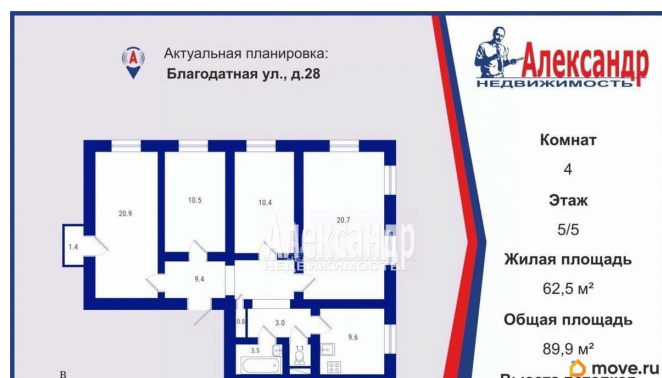 Актуальная планировка:
Благодатная ул., д.28
Александр
НЕДВИЖИМОСТЬ
Комнат
4
Этаж
5/5
Жилая площадь
62,5 м²
Общая площадь
89,9 м²
Высота потолков
20.9
10.5
10.4
20.7
1.4
9.4
Александр
НЕДВИЖИМОСТЬ
0.8
3.0
9.6
3.5
1.1
В
move.ru